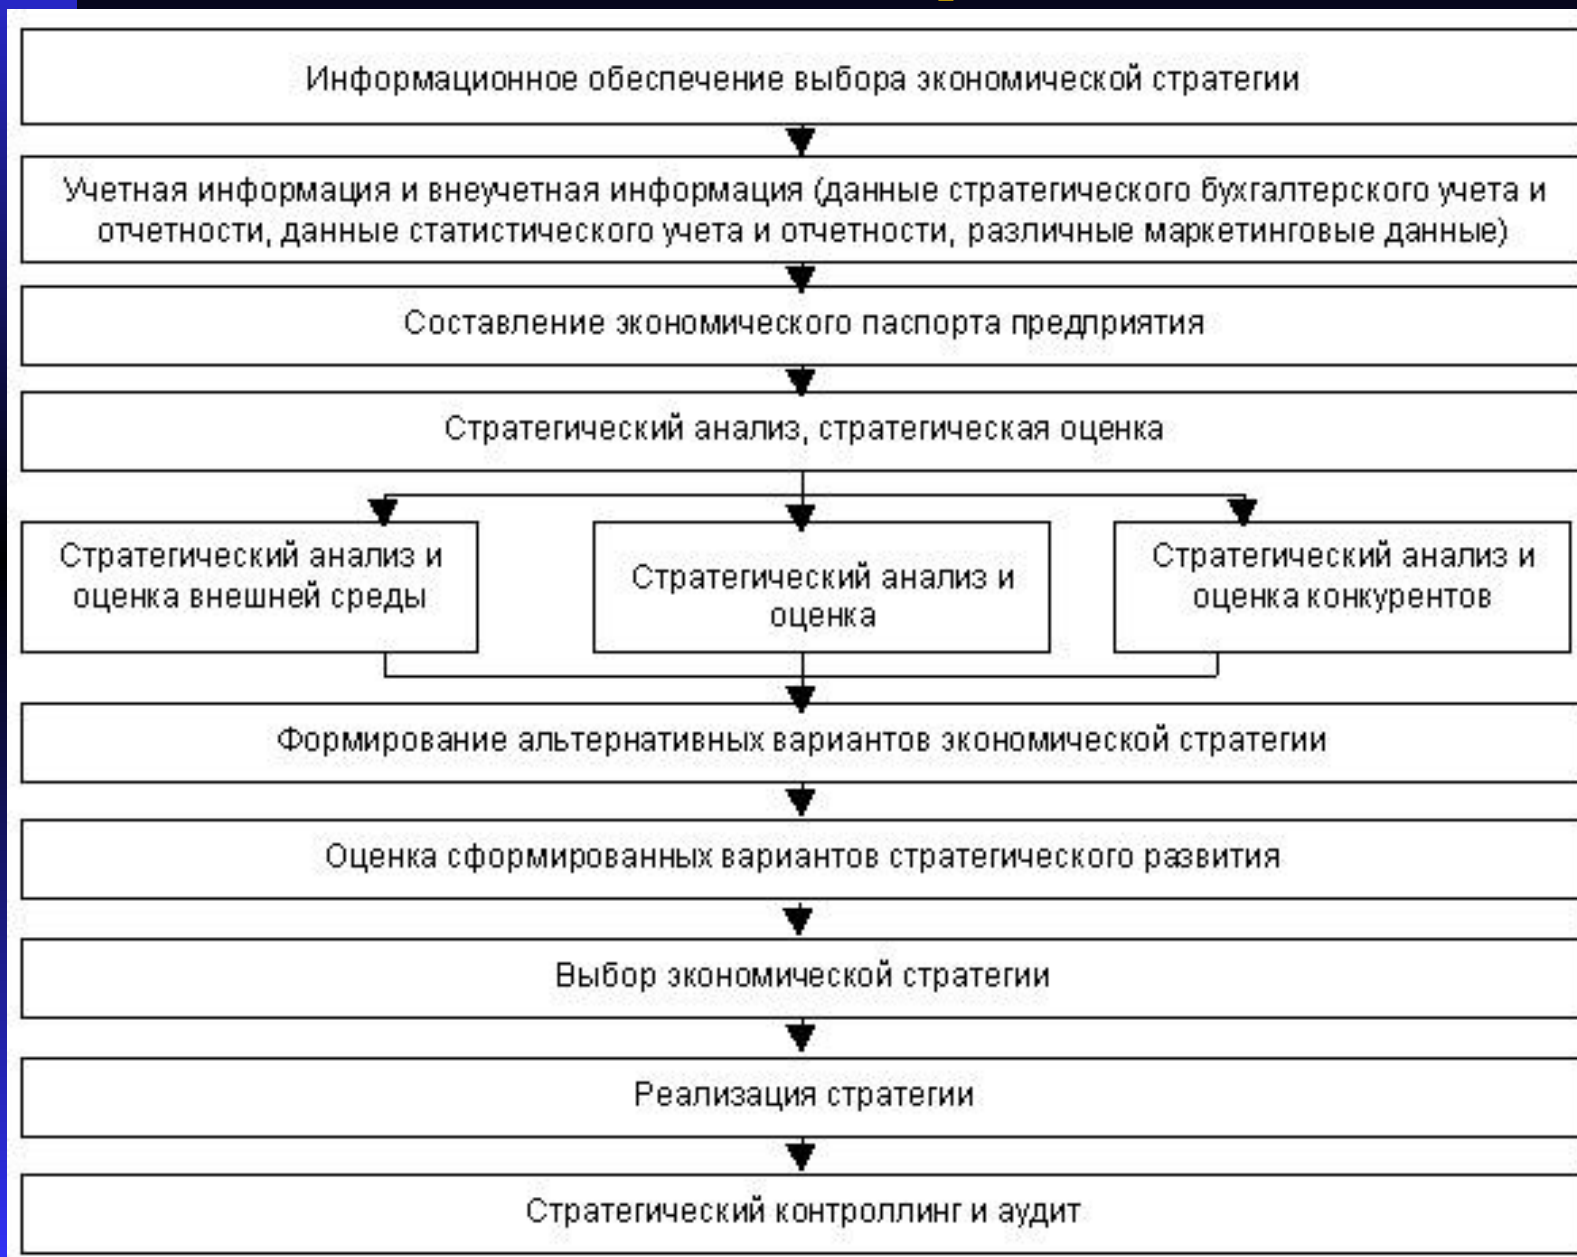 Информационное обеспечение выбора экономической стратегии
Учетная информация и внеучетная информация (данные стратегического бухгалтерского учета и
отчетности, данные статистического учета и отчетности, различные маркетинговые данные)
Составление экономического паспорта предприятия
Стратегический анализ, стратегическая оценка
Стратегический анализ и
оценка внешней среды
Стратегический анализ и
оценка
Стратегический анализ и
оценка конкурентов
Формирование альтернативных вариантов экономической стратегии
Оценка сформированных вариантов стратегического развития
Выбор экономической стратегии
Реализация стратегии
Стратегический контроллинг и аудит